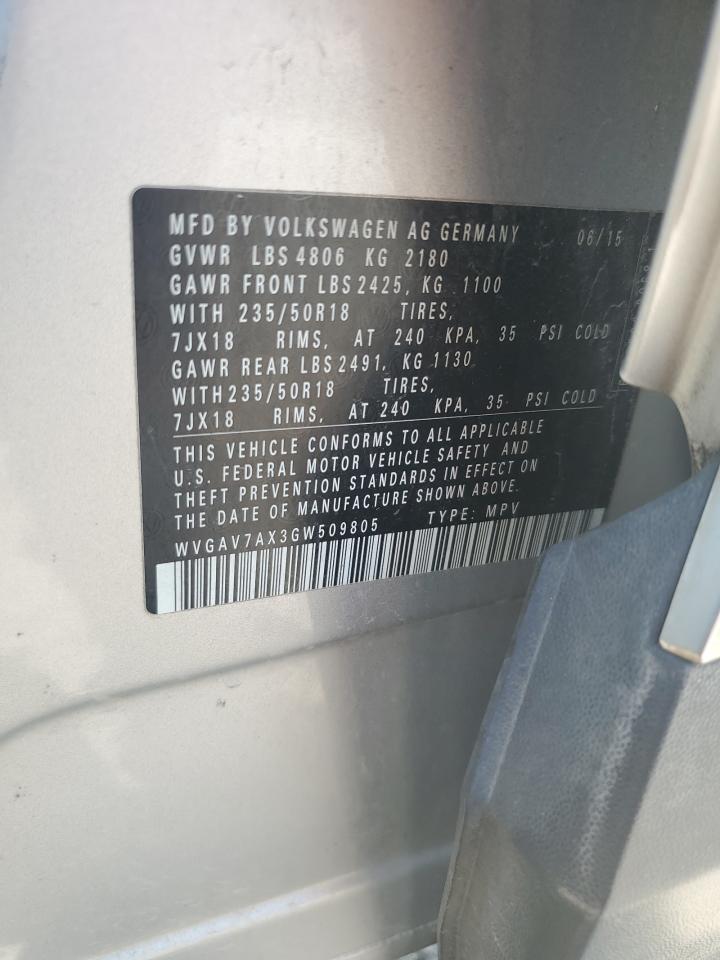 MFD BY VOLKSWAGEN AG GERMANY 06/15
GVWR LBS 4806 KG 2180
GAWR FRONT LBS 2425, KG 1100
WITH 235/50R18 TIRES,
7JX18 RIMS, AT 240 KPA, 35 PSI COLD
GAWR REAR LBS 2491, KG 1130
WITH 235/50R18 TIRES,
7JX18 RIMS, AT 240 KPA, 35 PSI COLD
THIS VEHICLE CONFORMS TO ALL APPLICABLE
U.S. FEDERAL MOTOR VEHICLE SAFETY AND
THEFT PREVENTION STANDARDS IN EFFECT ON
THE DATE OF MANUFACTURE SHOWN ABOVE.
WVGAV7AX3GW509805 TYPE: MPV